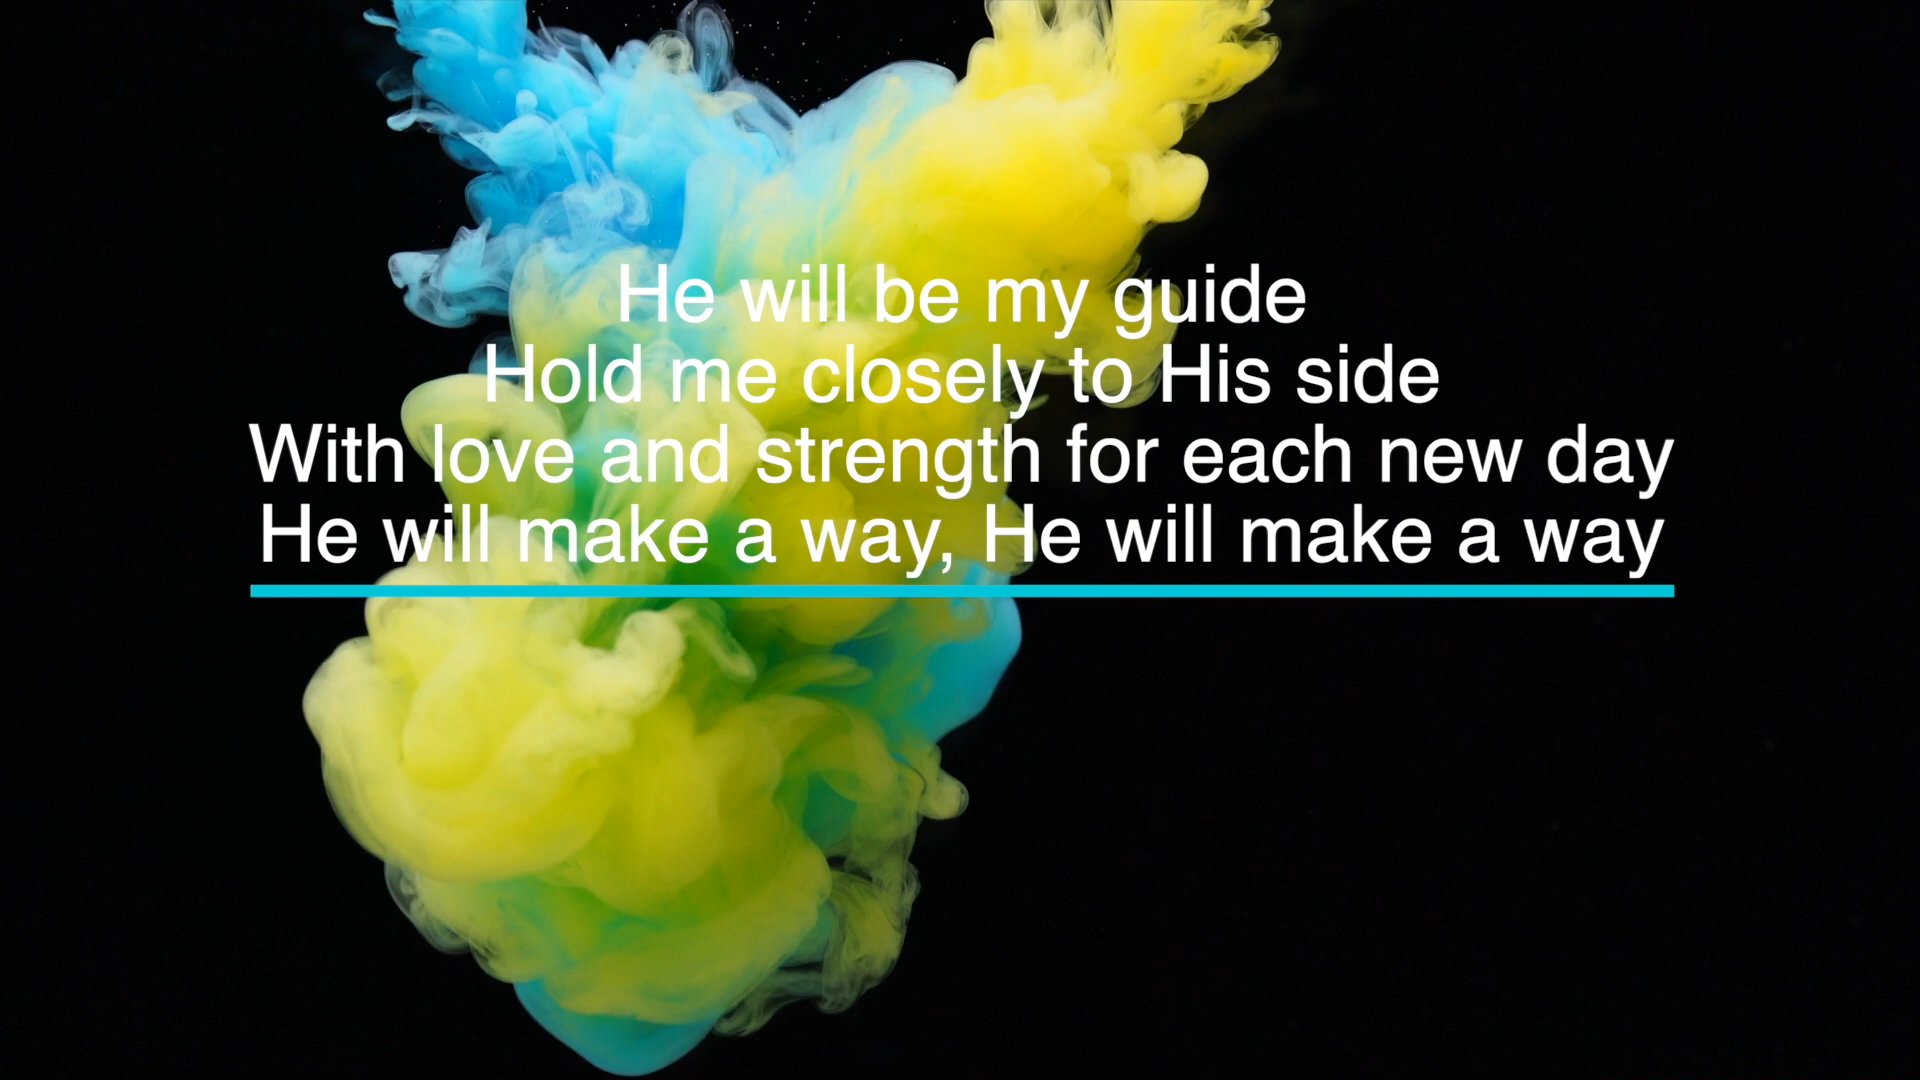 He will be my guide
Hold me closely to His side
With love and strength for each new day
He will make a way, He will make a way